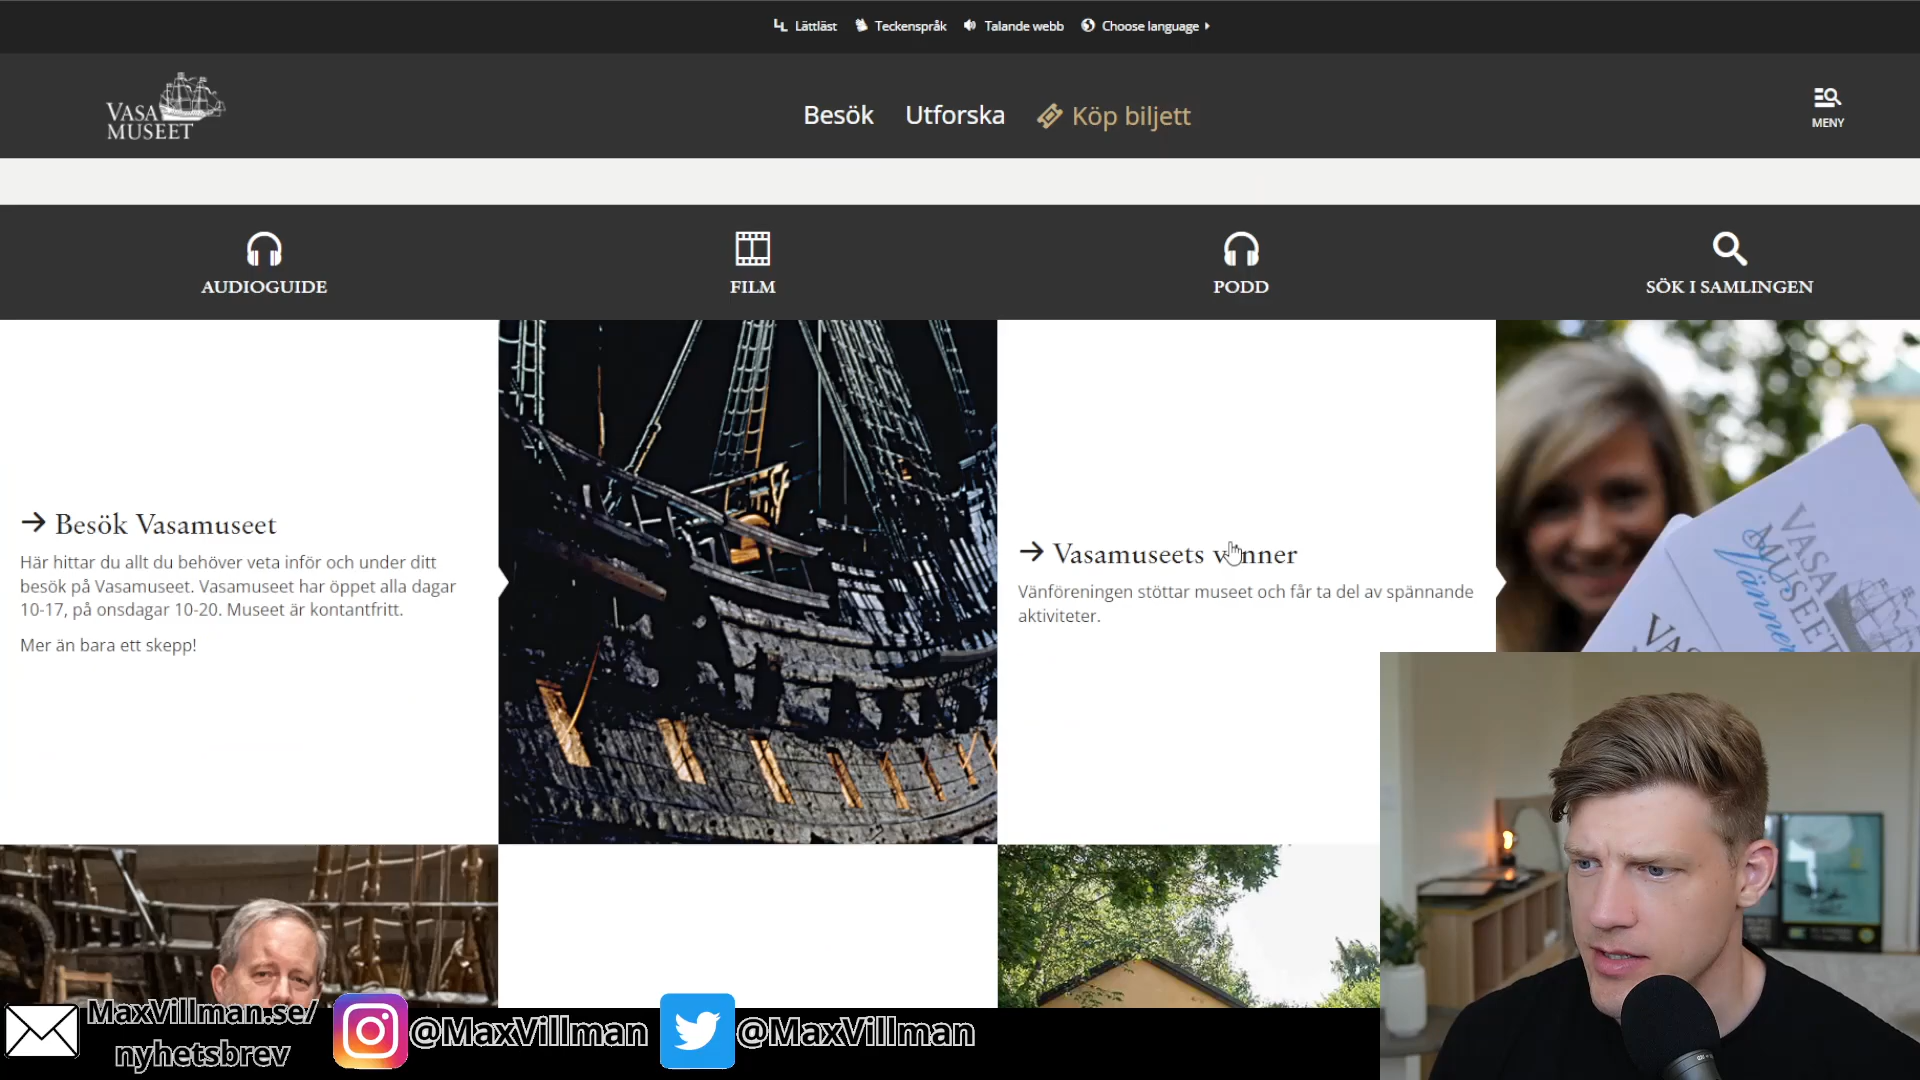 Lättläst Teckenspråk Talande webb Choose language
VASA
MUSEET
Besök Utforska Köp biljett
MENY
AUDIOGUIDE FILM PODD SÖK I SAMLINGEN
→ Besök Vasamuseet
Här hittar du allt du behöver veta inför och under ditt
besök på Vasamuseet. Vasamuseet har öppet alla dagar
10-17, på onsdagar 10-20. Museet är kontantfritt.
Mer än bara ett skepp!
→ Vasamuseets vänner
Vänföreningen stöttar museet och får ta del av spännande
aktiviteter.
VASA
MUSEET
Vänner
MaxVillman.se/
nyhetsbrev
@MaxVillman
@MaxVillman